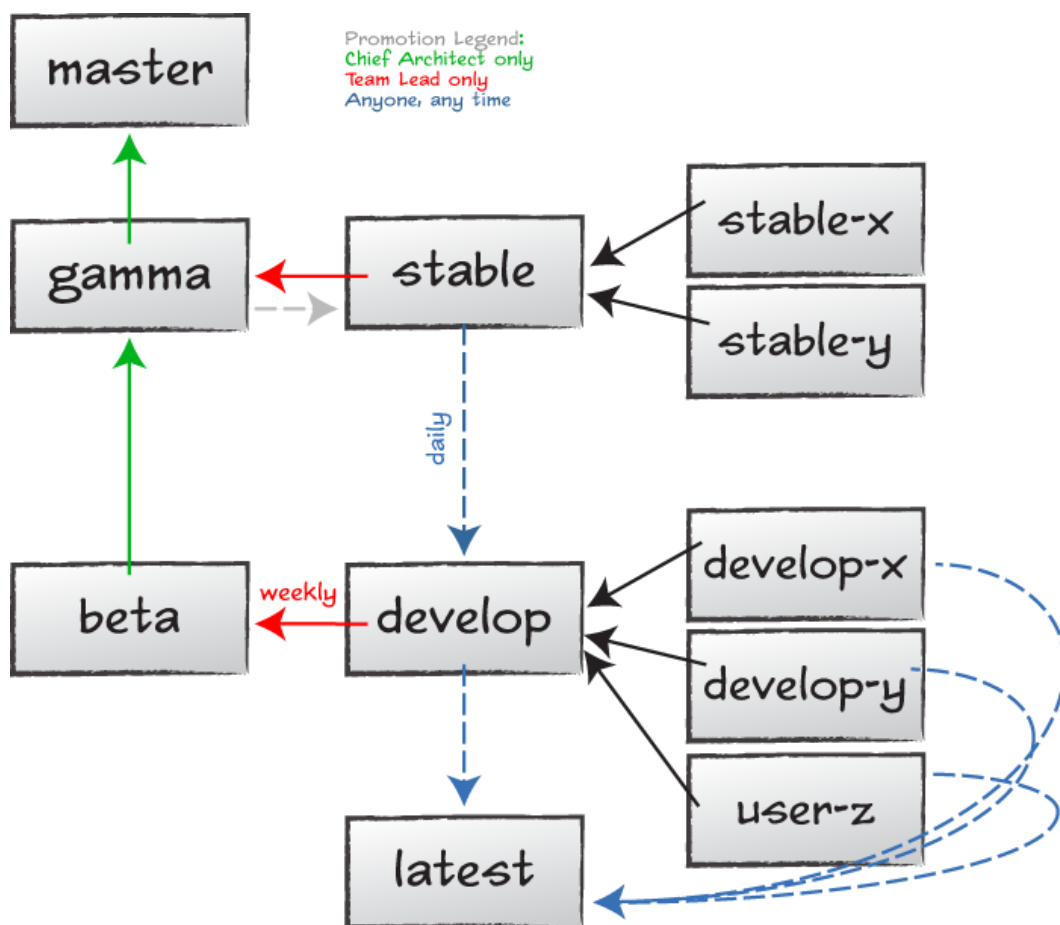 master
Promotion Legend:
Chief Architect only
Team Lead only
Anyone, any time
gamma
stable
stable-x
stable-y
daily
beta
weekly
develop
develop-x
develop-y
user-z
latest